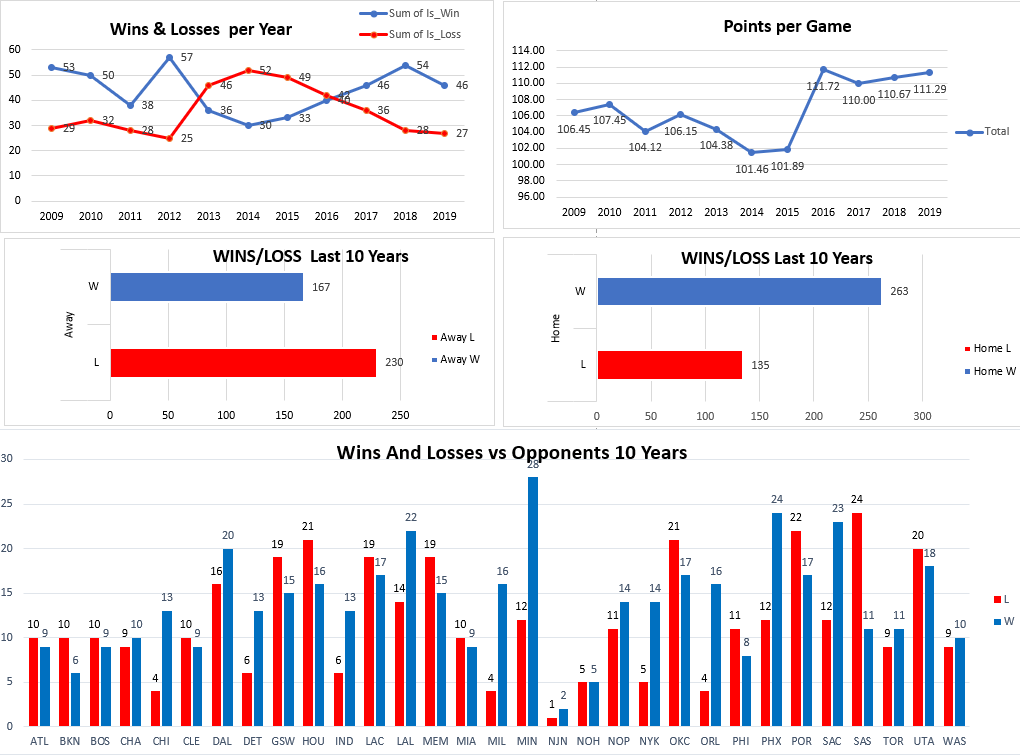 Wins & Losses per Year
Sum of Is_Win
Sum of Is_Loss
60
50
40
30
20
10
0
53 50 38 57 36 30 33 40 46 54 46
29 32 28 25 46 52 49 42 36 28 27
2009 2010 2011 2012 2013 2014 2015 2016 2017 2018 2019
Points per Game
114.00
112.00
110.00
108.00
106.00
104.00
102.00
100.00
98.00
96.00
106.45 107.45 104.12 106.15 104.38 101.46 101.89 111.72 110.00 110.67 111.29
Total
2009 2010 2011 2012 2013 2014 2015 2016 2017 2018 2019
WINS/LOSS Last 10 Years
Away
W 167
L 230
Away L
Away W
0 50 100 150 200 250
WINS/LOSS Last 10 Years
Home
W 263
L 135
Home L
Home W
0 50 100 150 200 250 300
Wins And Losses vs Opponents 10 Years
30
25
20
15
10
5
0
10 9 10 6 10 9 9 10 4 13 10 9 16 20 6 13 19 15 21 16 6 13 19 17 14 22 19 15 10 9 4 16 12 28 1 2 5 5 11 14 5 14 21 17 4 16 11 8 12 24 22 17 12 23 24 11 9 11 20 18 9 10
ATL BKN BOS CHA CHI CLE DAL DET GSW HOU IND LAC LAL MEM MIA MIL MIN NJN NOH NOP NYK OKC ORL PHI PHX POR SAC SAS TOR UTA WAS
L
W